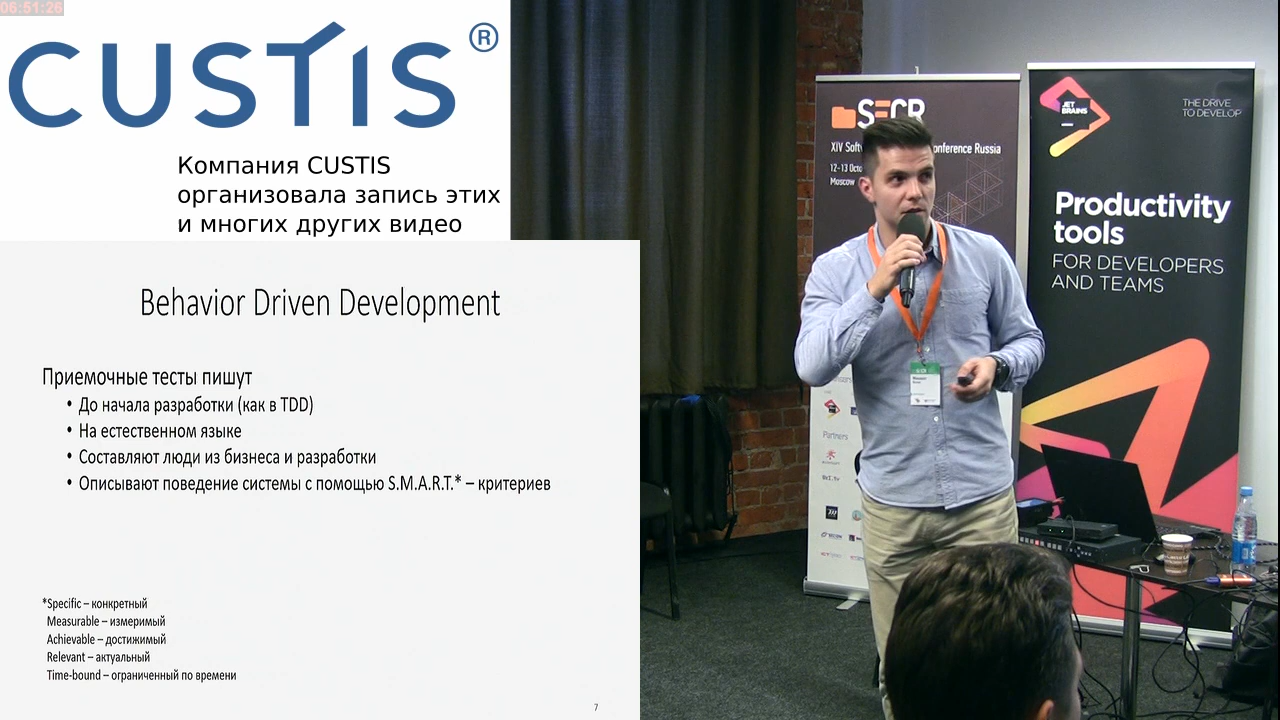 06:51:26
CUSTIS®
Компания CUSTIS
организовала запись этих
и многих других видео
Behavior Driven Development
Приемочные тесты пишут
• До начала разработки (как в TDD)
• На естественном языке
• Составляют люди из бизнеса и разработки
• Описывают поведение системы с помощью S.M.A.R.T.* – критериев
*Specific – конкретный
Measurable – измеримый
Achievable – достижимый
Relevant – актуальный
Time-bound – ограниченный по времени
7
SECR
XIV Softw onference Russia
12-13 Octo
Moscow
Partners
JET
BRAINS
THE DRIVE
TO DEVELOP
Productivity
tools
FOR DEVELOPERS
AND TEAMS